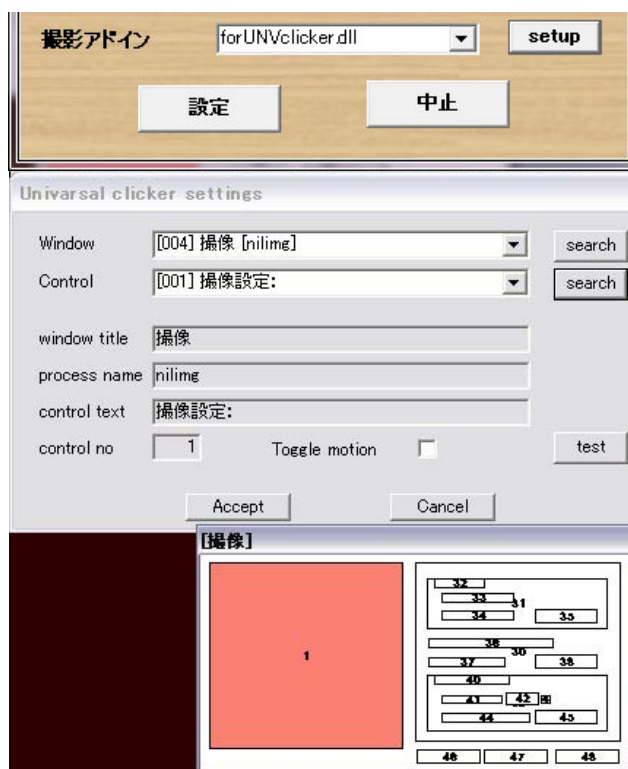 撮影アドイン forUNVclicker.dll setup
設定 中止
Univarsal clicker settings
Window [004] 撮像 [nilimg] search
Control [001] 撮像設定: search
window title 撮像
process name nilimg
control text 撮像設定:
control no 1 Toggle motion test
Accept Cancel
[撮像]
32
33
31
34 35
36
30
37 38
40
41 42
44 45
1
46 47 48